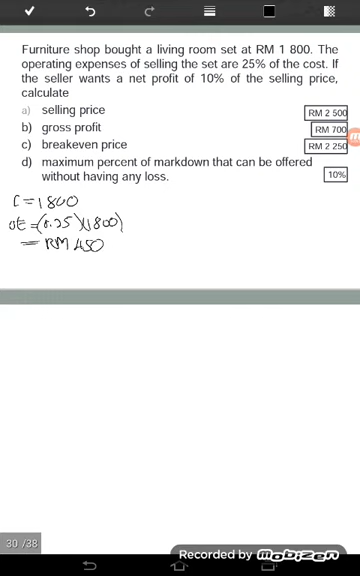 Furniture shop bought a living room set at RM 1 800. The
operating expenses of selling the set are 25% of the cost. If
the seller wants a net profit of 10% of the selling price,
calculate
a) selling price RM 2 500
b) gross profit RM 700
c) breakeven price RM 2 250
d) maximum percent of markdown that can be offered
without having any loss. 10%
C = 1800
OE = (0.25)(1800)
= RM 450
30 /38
Recorded by Mobizen